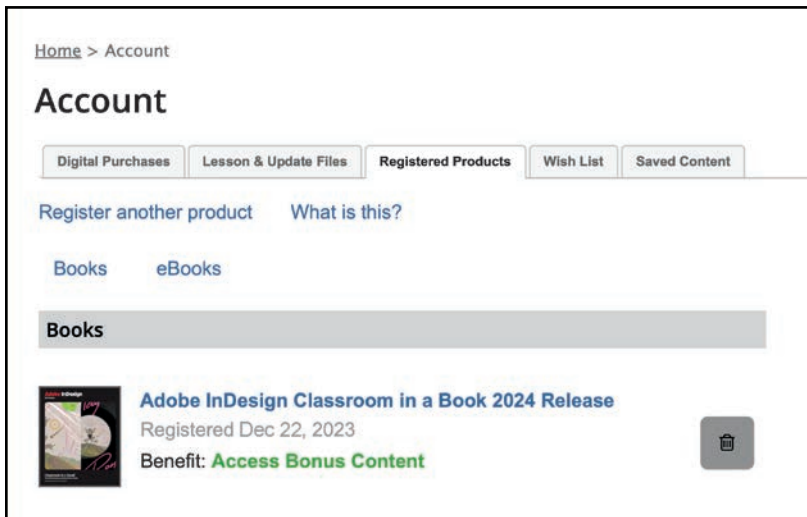 Home > Account
Account
Digital Purchases Lesson & Update Files Registered Products Wish List Saved Content
Register another product What is this?
Books eBooks
Books
Adobe InDesign Classroom in a Book 2024 Release
Registered Dec 22, 2023
Benefit: Access Bonus Content
Adobe InDesign